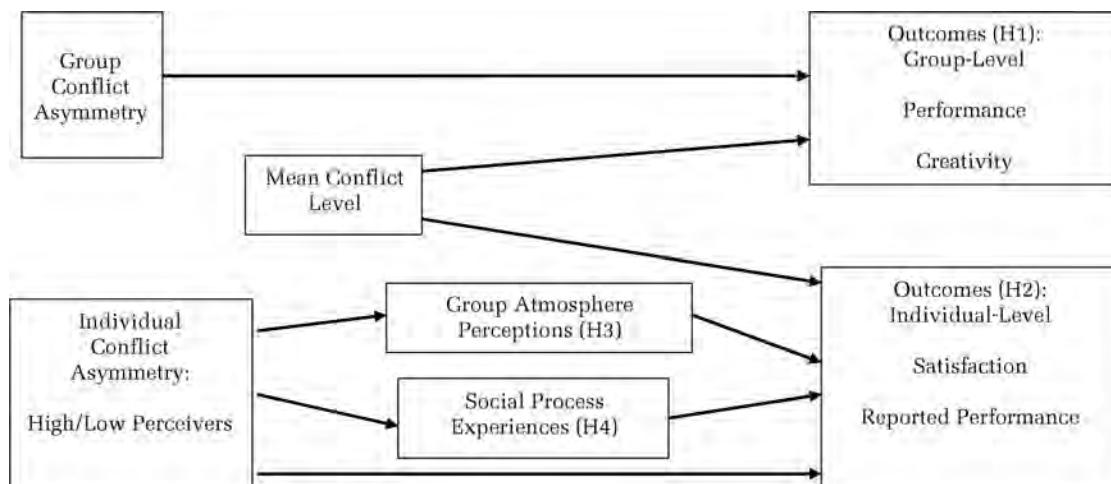 Group
Conflict
Asymmetry
Outcomes (H1):
Group-Level
Performance
Creativity
Mean Conflict
Level
Individual
Conflict
Asymmetry:
High/Low Perceivers
Group Atmosphere
Perceptions (H3)
Social Process
Experiences (H4)
Outcomes (H2):
Individual-Level
Satisfaction
Reported Performance